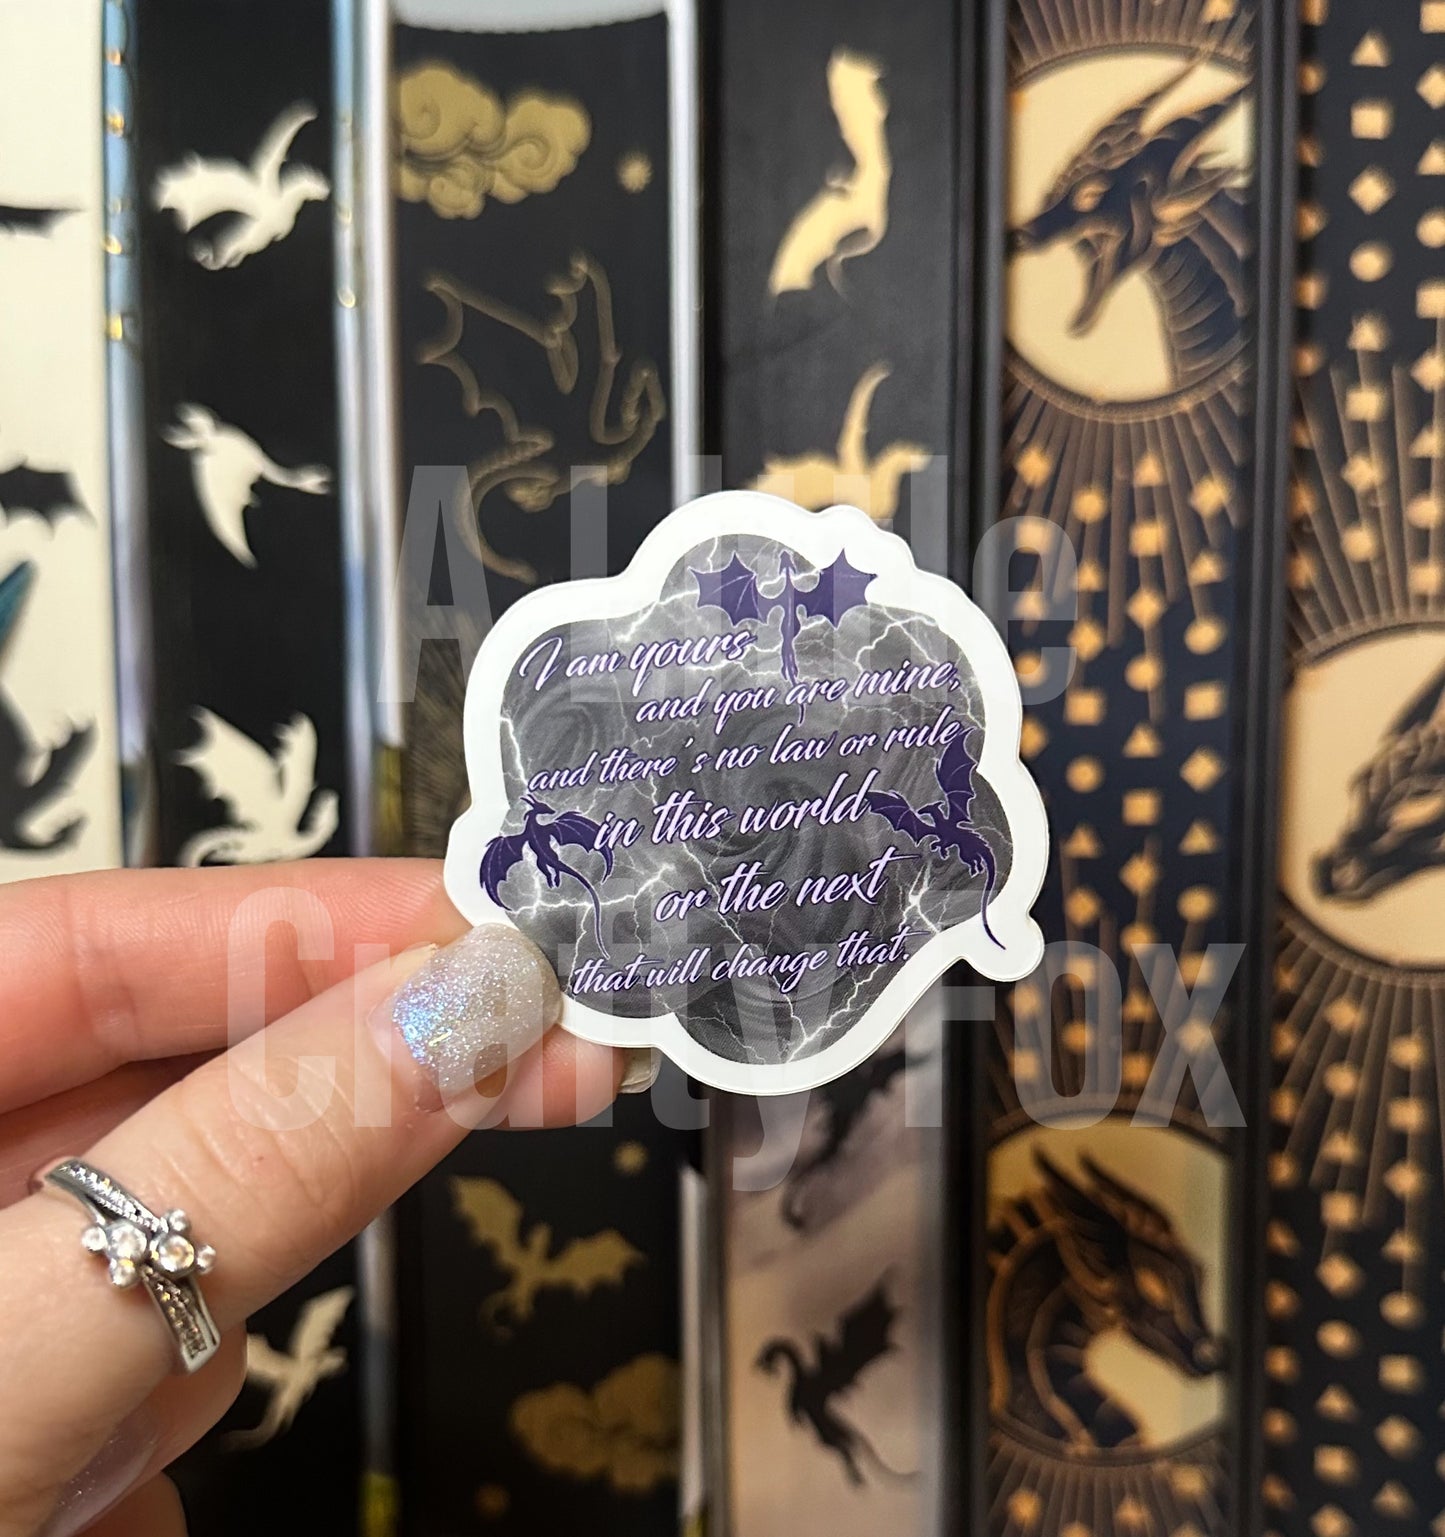 A Little
I am yours
and you are mine,
and there's no law or rule
in this world
or the next
that will change that.
Crafty Fox